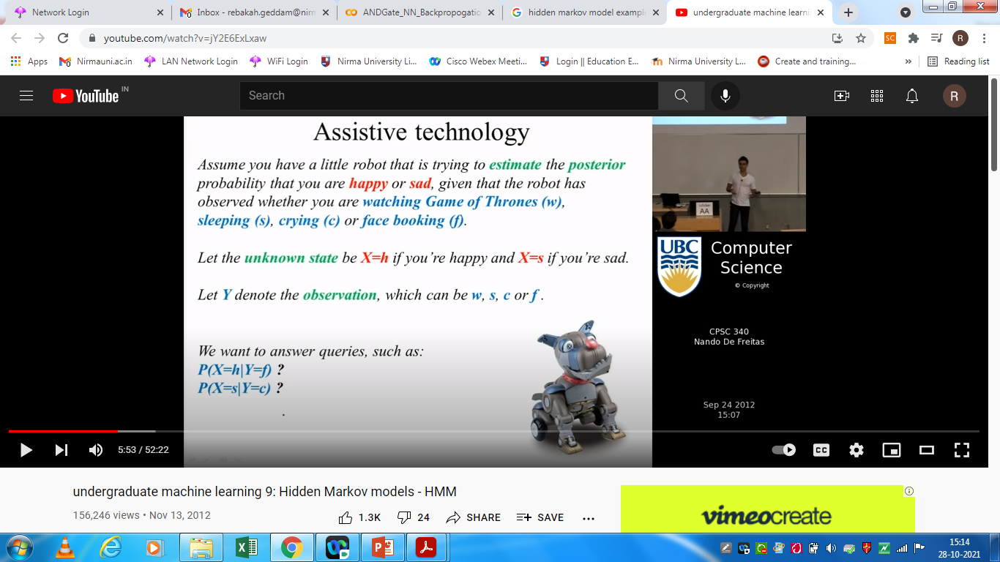 Network Login
Inbox - rebakah.geddam@nirm
ANDGate_NN_Backpropogatio
hidden markov model example
undergraduate machine learni
youtube.com/watch?v=jY2E6ExLxaw
SC
R
Apps
Nirmauni.ac.in
LAN Network Login
WiFi Login
Nirma University Li...
Cisco Webex Meeti...
Login || Education E...
Nirma University L...
Create and training...
»
Reading list
YouTube IN
Search
R
Assistive technology
Assume you have a little robot that is trying to estimate the posterior
probability that you are happy or sad, given that the robot has
observed whether you are watching Game of Thrones (w),
sleeping (s), crying (c) or face booking (f).
Let the unknown state be X=h if you're happy and X=s if you're sad.
Let Y denote the observation, which can be w, s, c or f .
We want to answer queries, such as:
P(X=h|Y=f) ?
P(X=s|Y=c) ?
.
AA
UBC
Computer
Science
© Copyright
CPSC 340
Nando De Freitas
Sep 24 2012
15:07
5:53 / 52:22
CC
undergraduate machine learning 9: Hidden Markov models - HMM
156,246 views • Nov 13, 2012
1.3K
24
SHARE
SAVE
vimeocreate
15:14
28-10-2021